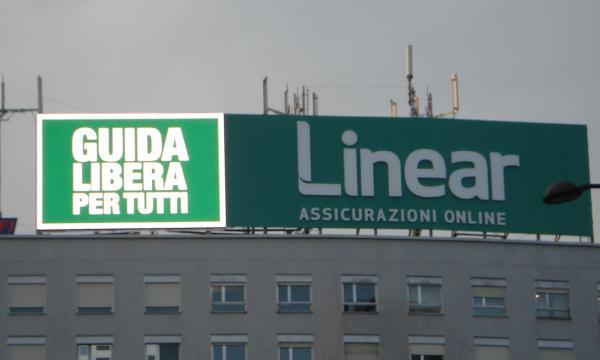 GUIDA
LIBERA
PER TUTTI
Linear
ASSICURAZIONI ONLINE